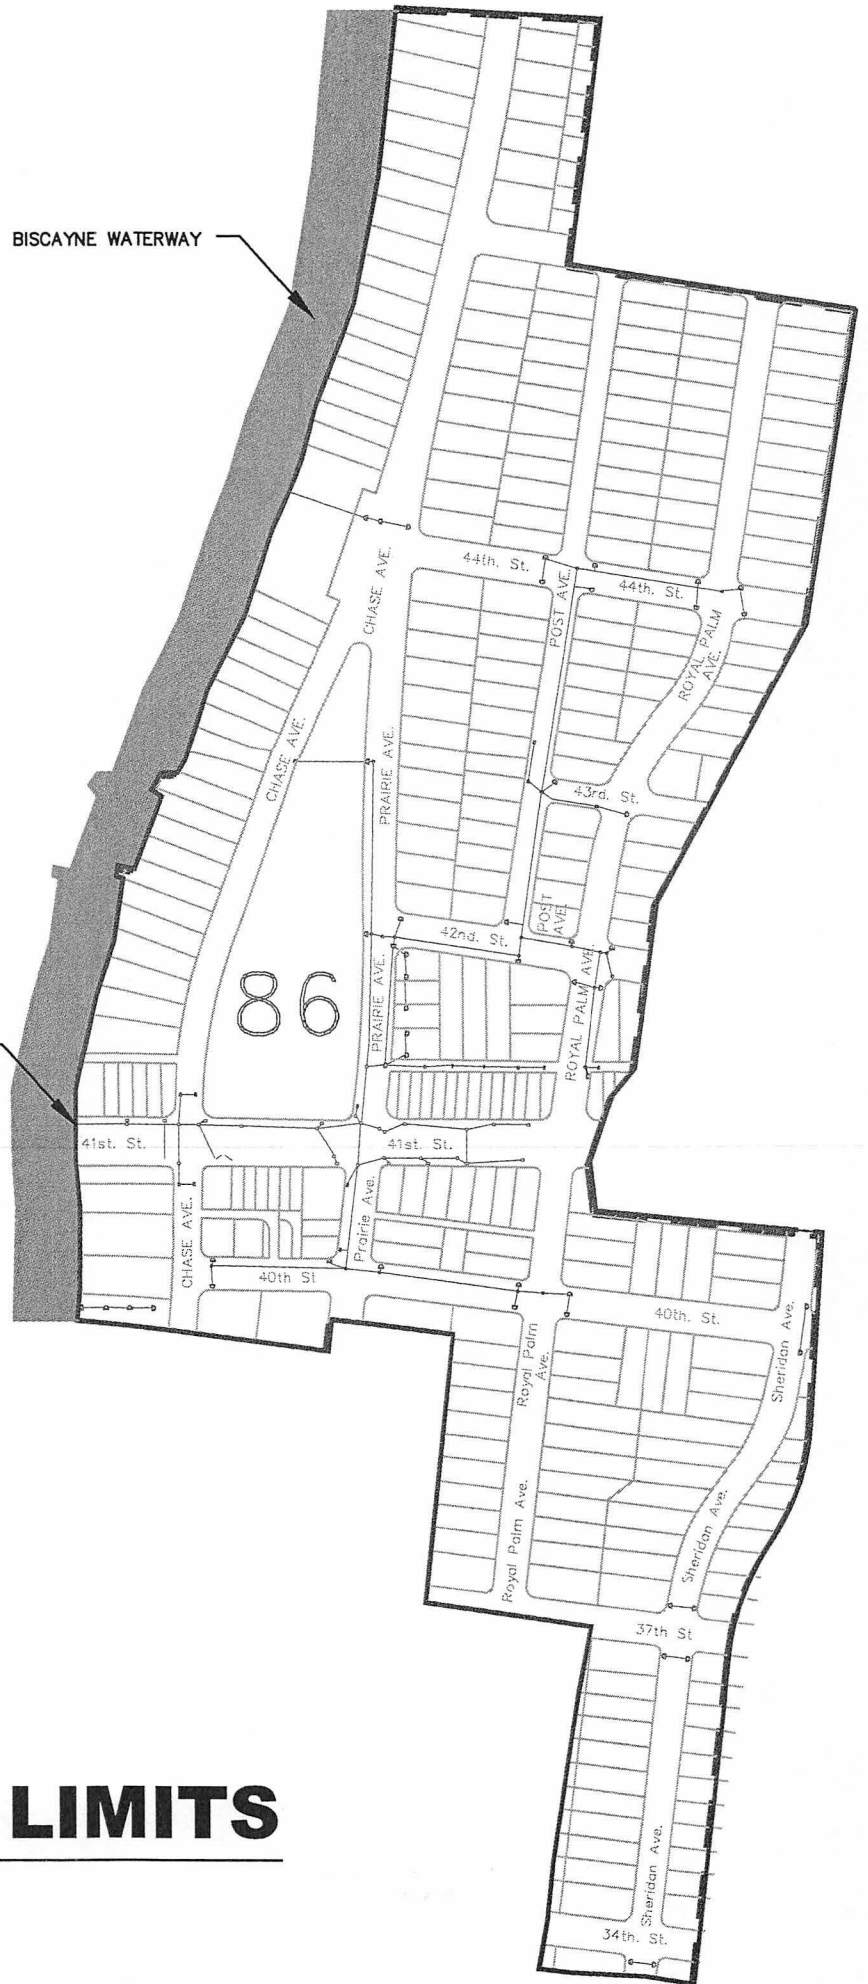 BISCAYNE WATERWAY
44th. St.
44th. St.
CHASE AVE.
POST AVE.
ROYAL PALM
AVE.
CHASE AVE.
PRAIRIE AVE.
43rd. St.
POST
AVE.
42nd. St.
86
PRAIRIE AVE.
ROYAL PALM AVE.
41st. St.
41st. St.
CHASE AVE.
Prairie Ave.
40th St
40th. St.
Royal Palm
Ave.
Sheridan Ave.
Royal Palm Ave.
Sheridan Ave.
37th St
LIMITS
Sheridan Ave.
34th. St.